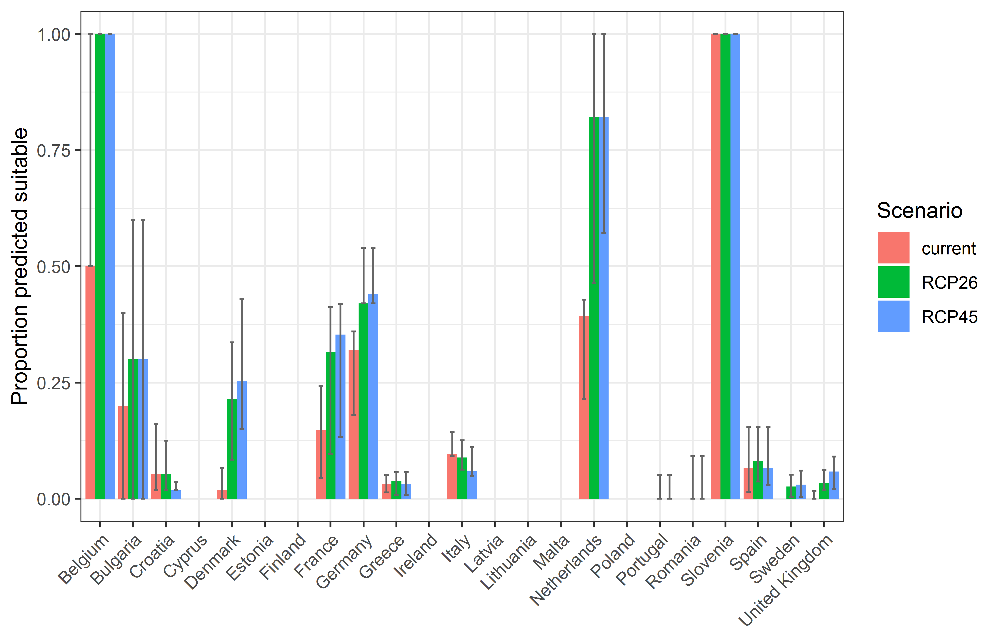 Proportion predicted suitable
1.00
0.75
0.50
0.25
0.00
Belgium
Bulgaria
Croatia
Cyprus
Denmark
Estonia
Finland
France
Germany
Greece
Ireland
Italy
Latvia
Lithuania
Malta
Netherlands
Poland
Portugal
Romania
Slovenia
Spain
Sweden
United Kingdom
Scenario
current
RCP26
RCP45